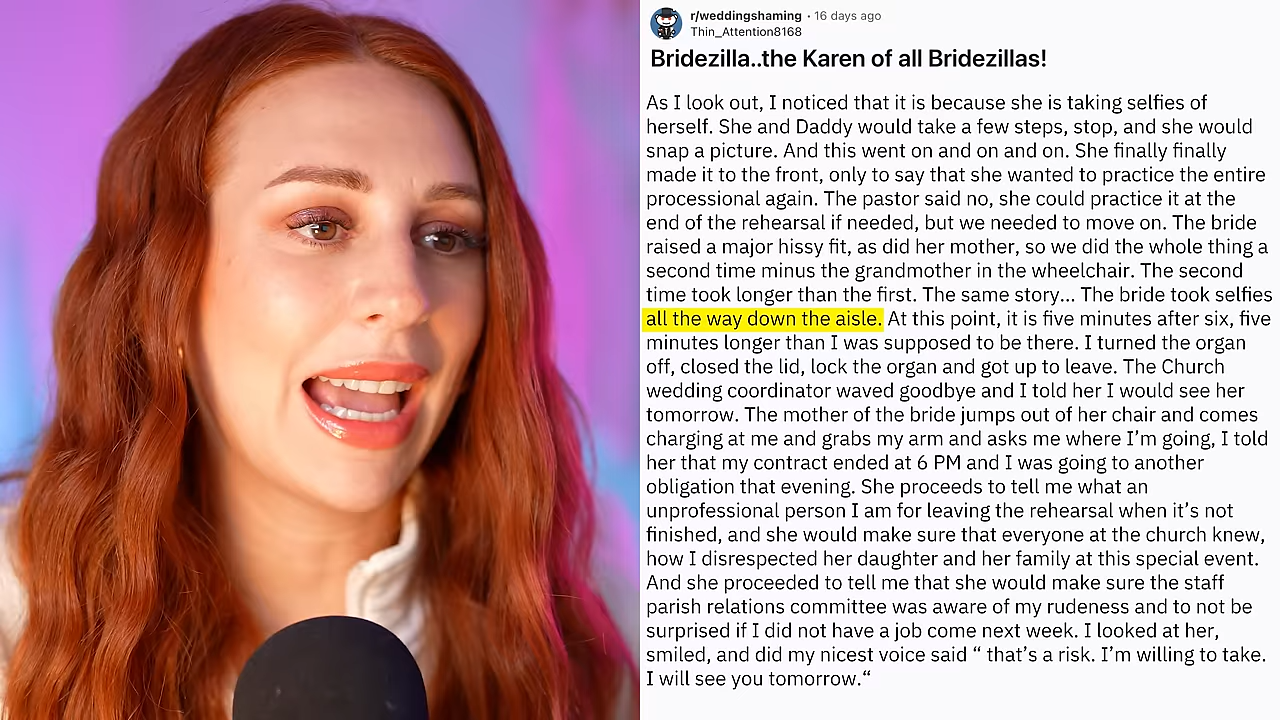 r/weddingshaming · 16 days ago
Thin_Attention8168
Bridezilla..the Karen of all Bridezillas!
As I look out, I noticed that it is because she is taking selfies of
herself. She and Daddy would take a few steps, stop, and she would
snap a picture. And this went on and on and on. She finally finally
made it to the front, only to say that she wanted to practice the entire
processional again. The pastor said no, she could practice it at the
end of the rehearsal if needed, but we needed to move on. The bride
raised a major hissy fit, as did her mother, so we did the whole thing a
second time minus the grandmother in the wheelchair. The second
time took longer than the first. The same story... The bride took selfies
all the way down the aisle. At this point, it is five minutes after six, five
minutes longer than I was supposed to be there. I turned the organ
off, closed the lid, lock the organ and got up to leave. The Church
wedding coordinator waved goodbye and I told her I would see her
tomorrow. The mother of the bride jumps out of her chair and comes
charging at me and grabs my arm and asks me where I’m going, I told
her that my contract ended at 6 PM and I was going to another
obligation that evening. She proceeds to tell me what an
unprofessional person I am for leaving the rehearsal when it’s not
finished, and she would make sure that everyone at the church knew,
how I disrespected her daughter and her family at this special event.
And she proceeded to tell me that she would make sure the staff
parish relations committee was aware of my rudeness and to not be
surprised if I did not have a job come next week. I looked at her,
smiled, and did my nicest voice said “ that’s a risk. I’m willing to take.
I will see you tomorrow.“